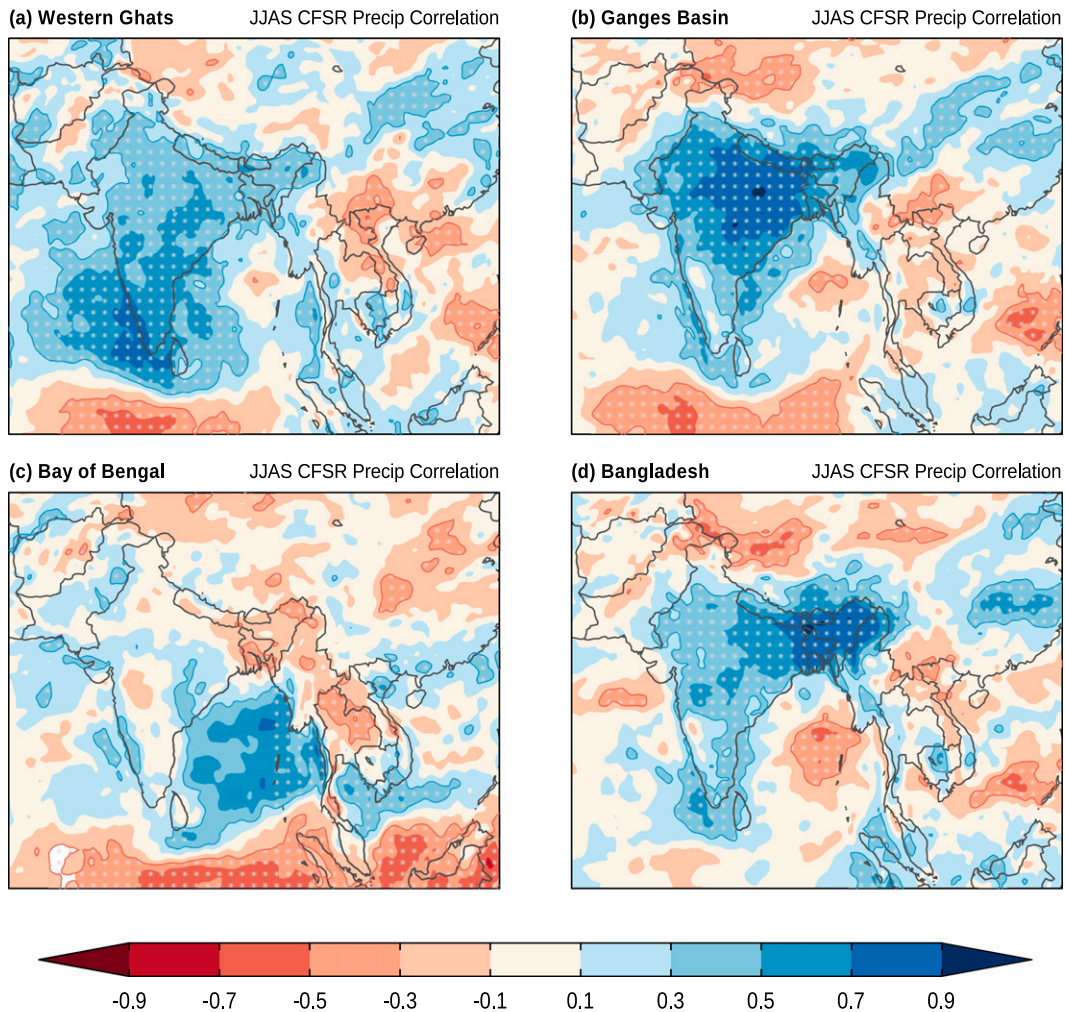 (a) Western Ghats JJAS CFSR Precip Correlation
(b) Ganges Basin JJAS CFSR Precip Correlation
(c) Bay of Bengal JJAS CFSR Precip Correlation
(d) Bangladesh JJAS CFSR Precip Correlation
-0.9 -0.7 -0.5 -0.3 -0.1 0.1 0.3 0.5 0.7 0.9